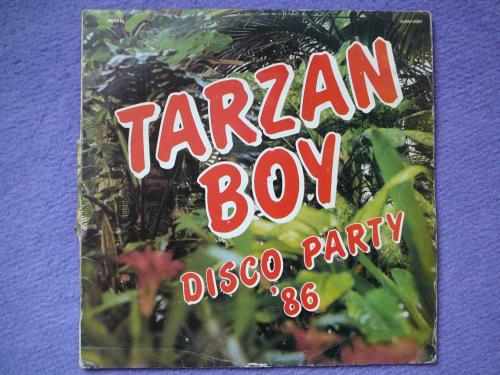 TARZAN
BOY
DISCO PARTY
'86